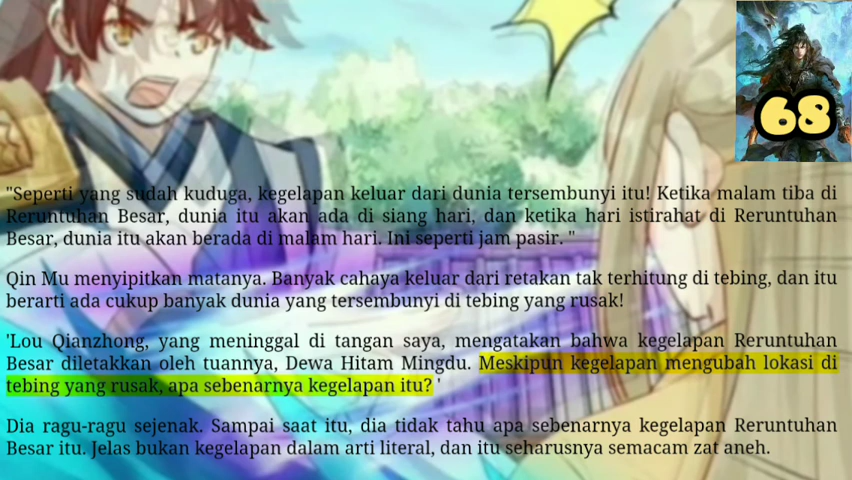 68
"Seperti yang sudah kuduga, kegelapan keluar dari dunia tersembunyi itu! Ketika malam tiba di
Reruntuhan Besar, dunia itu akan ada di siang hari, dan ketika hari istirahat di Reruntuhan
Besar, dunia itu akan berada di malam hari. Ini seperti jam pasir. "
Qin Mu menyipitkan matanya. Banyak cahaya keluar dari retakan tak terhitung di tebing, dan itu
berarti ada cukup banyak dunia yang tersembunyi di tebing yang rusak!
'Lou Qianzhong, yang meninggal di tangan saya, mengatakan bahwa kegelapan Reruntuhan
Besar diletakkan oleh tuannya, Dewa Hitam Mingdu. Meskipun kegelapan mengubah lokasi di
tebing yang rusak, apa sebenarnya kegelapan itu? '
Dia ragu-ragu sejenak. Sampai saat itu, dia tidak tahu apa sebenarnya kegelapan Reruntuhan
Besar itu. Jelas bukan kegelapan dalam arti literal, dan itu seharusnya semacam zat aneh.